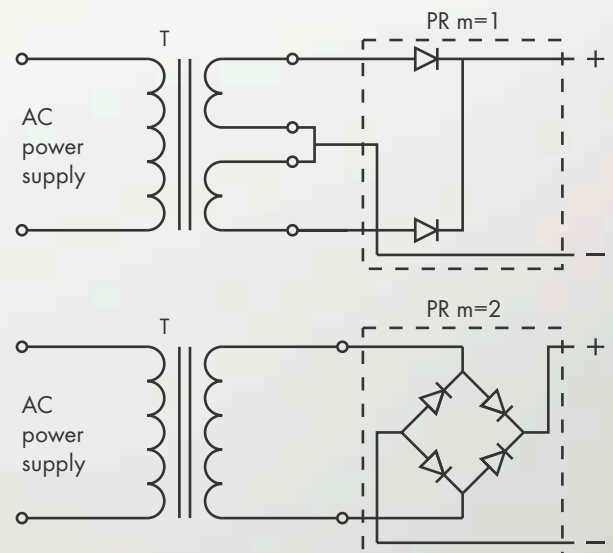 PR m=1
T
+
AC
power
supply
—
PR m=2
T
+
AC
power
supply
—